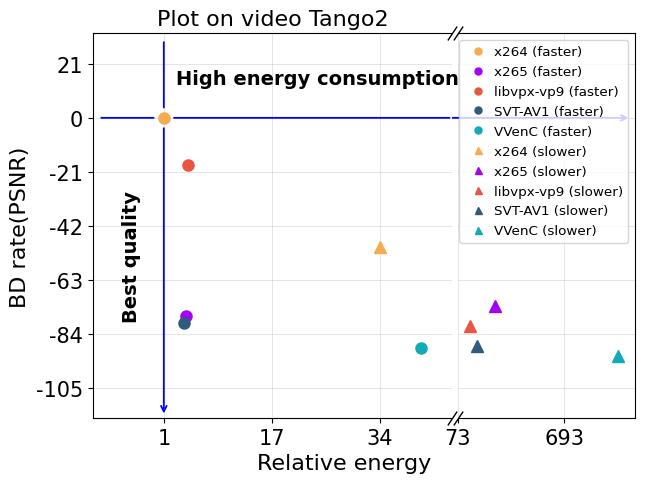 Plot on video Tango2
BD rate(PSNR)
21
0
-21
-42
-63
-84
-105
High energy consumption
Best quality
x264 (faster)
x265 (faster)
libvpx-vp9 (faster)
SVT-AV1 (faster)
VVenC (faster)
x264 (slower)
x265 (slower)
libvpx-vp9 (slower)
SVT-AV1 (slower)
VVenC (slower)
1 17 34 73 693
Relative energy